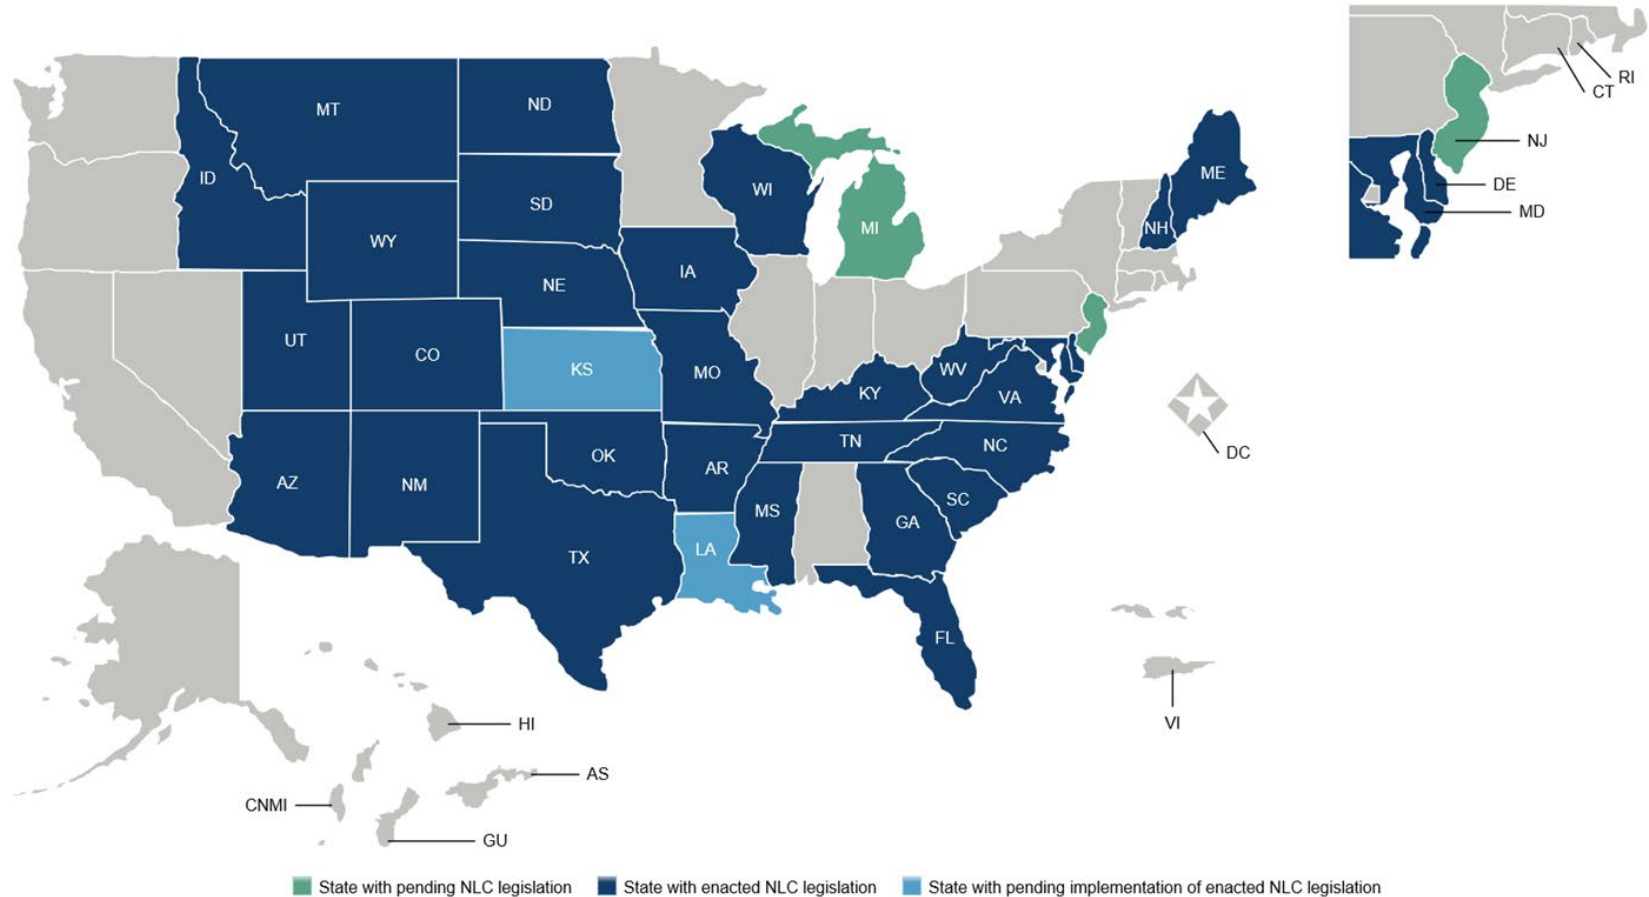 MT
ND
ID
SD
WI
MI
ME
NH
WY
IA
NE
UT
CO
KS
MO
KY
WV
VA
TN
NC
OK
AR
AZ
NM
MS
SC
GA
LA
TX
FL
RI
CT
NJ
DE
MD
DC
VI
HI
AS
CNMI
GU
State with pending NLC legislation
State with enacted NLC legislation
State with pending implementation of enacted NLC legislation